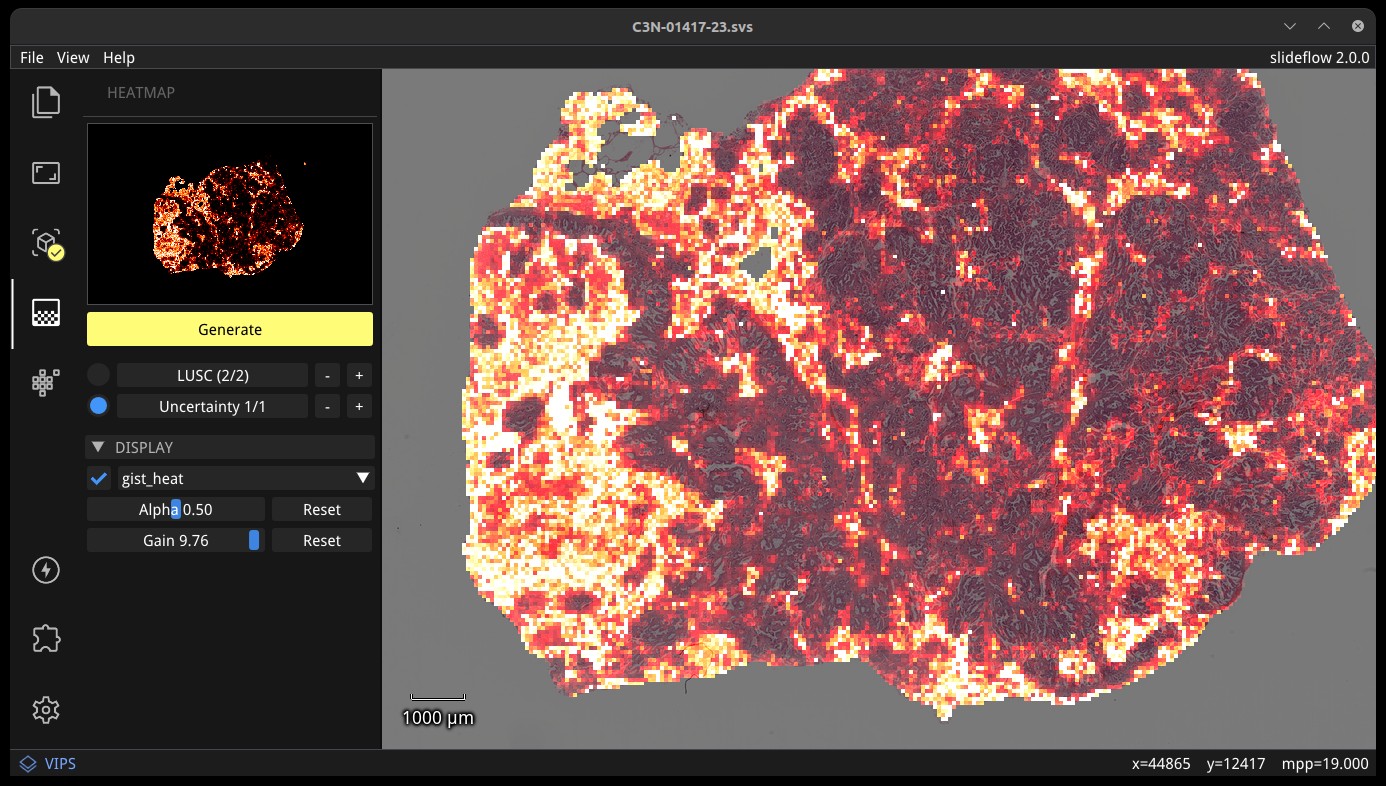 C3N-01417-23.svs
File View Help slideflow 2.0.0
HEATMAP
Generate
LUSC (2/2) - +
Uncertainty 1/1 - +
DISPLAY
gist_heat
Alpha 0.50 Reset
Gain 9.76 Reset
1000 µm
VIPS x=44865 y=12417 mpp=19.000